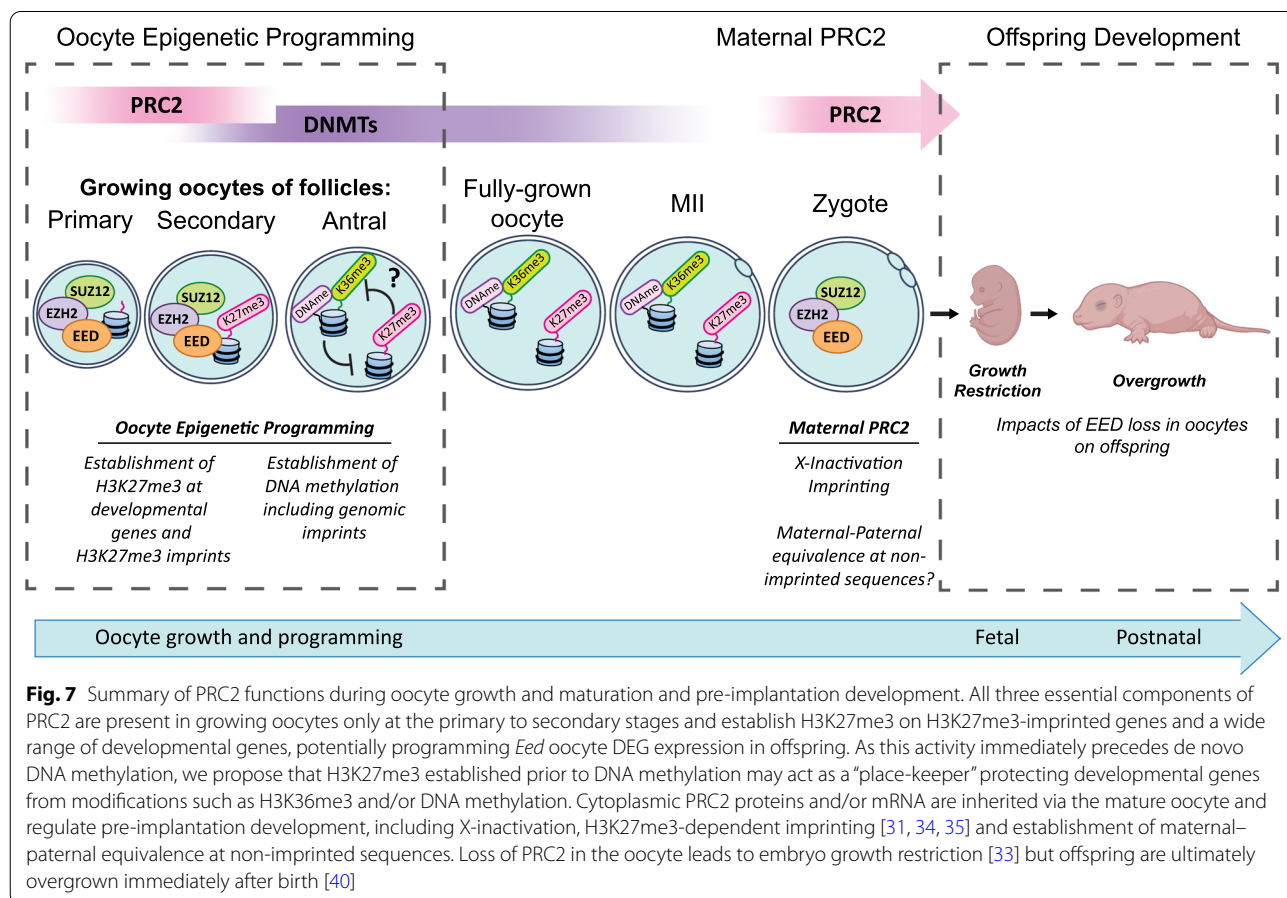 Oocyte Epigenetic Programming
Maternal PRC2
Offspring Development
PRC2
DNMTs
PRC2
Growing oocytes of follicles:
Primary
Secondary
Antral
Fully-grown
oocyte
MII
Zygote
SUZ12
EZH2
EED
SUZ12
EZH2
EED
K27me3
DNAme
K36me3
?
K27me3
DNAme
K36me3
K27me3
DNAme
K36me3
K27me3
SUZ12
EZH2
EED
Growth
Restriction
Overgrowth
Impacts of EED loss in oocytes
on offspring
Oocyte Epigenetic Programming
Establishment of
H3K27me3 at
developmental
genes and
H3K27me3 imprints
Establishment of
DNA methylation
including genomic
imprints
Maternal PRC2
X-Inactivation
Imprinting
Maternal-Paternal
equivalence at non-
imprinted sequences?
Oocyte growth and programming
Fetal
Postnatal
Fig. 7 Summary of PRC2 functions during oocyte growth and maturation and pre-implantation development. All three essential components of
PRC2 are present in growing oocytes only at the primary to secondary stages and establish H3K27me3 on H3K27me3-imprinted genes and a wide
range of developmental genes, potentially programming Eed oocyte DEG expression in offspring. As this activity immediately precedes de novo
DNA methylation, we propose that H3K27me3 established prior to DNA methylation may act as a “place-keeper” protecting developmental genes
from modifications such as H3K36me3 and/or DNA methylation. Cytoplasmic PRC2 proteins and/or mRNA are inherited via the mature oocyte and
regulate pre-implantation development, including X-inactivation, H3K27me3-dependent imprinting [31, 34, 35] and establishment of maternal–
paternal equivalence at non-imprinted sequences. Loss of PRC2 in the oocyte leads to embryo growth restriction [33] but offspring are ultimately
overgrown immediately after birth [40]